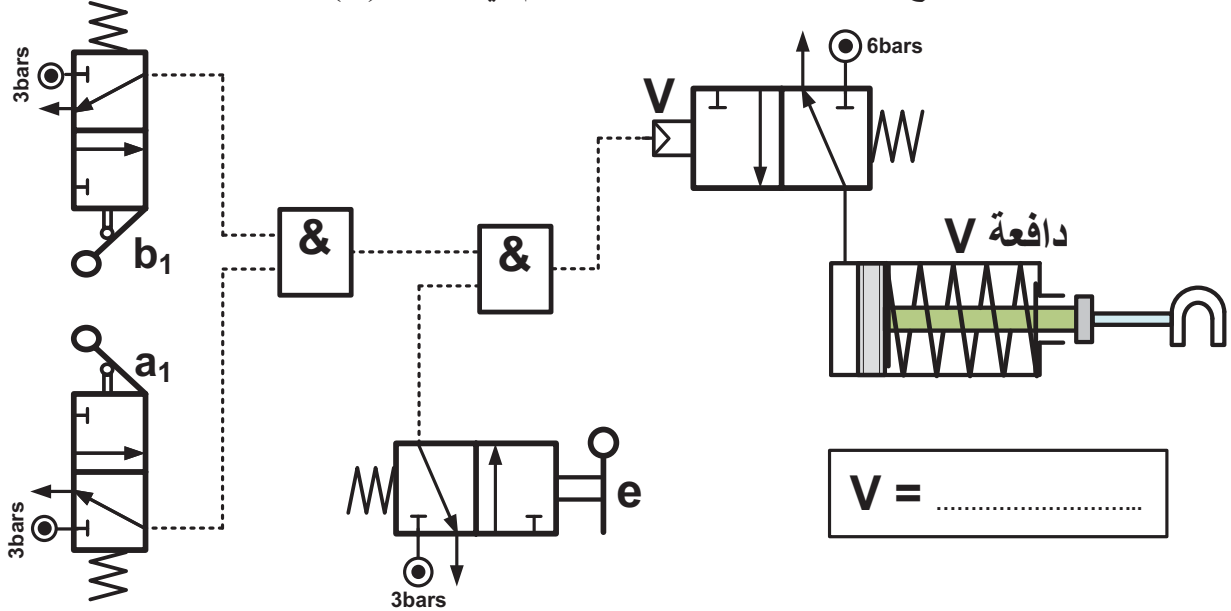 3bars
b₁
&
&
V
6bars
دافعة V
a₁
3bars
e
3bars
V = ..............................